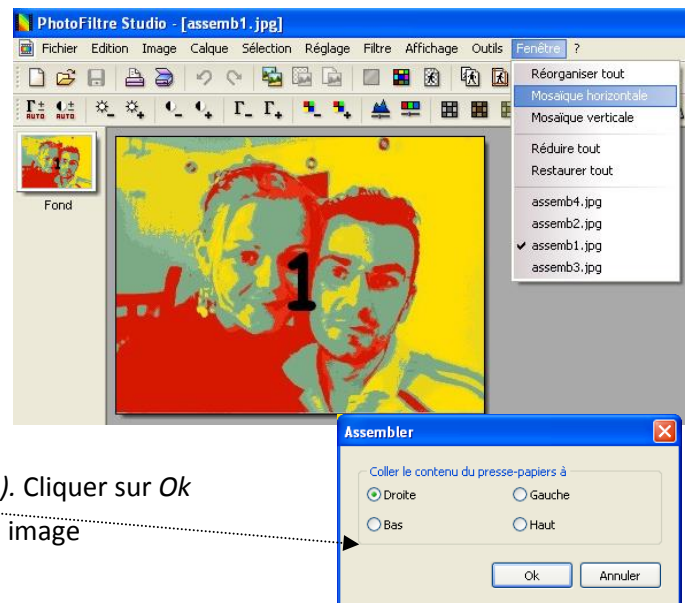 PhotoFiltre Studio - [assemb1.jpg]
Fichier Edition Image Calque Sélection Réglage Filtre Affichage Outils Fenêtre ?
Réorganiser tout
Mosaïque horizontale
Mosaïque verticale
Réduire tout
Restaurer tout
assemb4.jpg
assemb2.jpg
assemb1.jpg
assemb3.jpg
AUTO AUTO
Fond
1
Assembler
Coller le contenu du presse-papiers à
Droite Gauche
Bas Haut
Ok Annuler
). Cliquer sur Ok
image